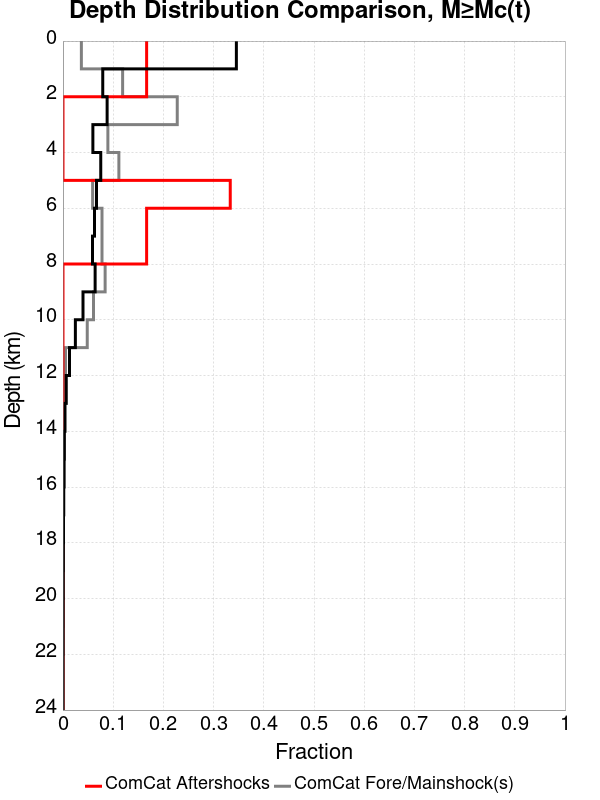 Depth Distribution Comparison, M≥Mc(t)
0
2
4
6
8
10
12
14
16
18
20
22
24
Depth (km)
0 0.1 0.2 0.3 0.4 0.5 0.6 0.7 0.8 0.9 1
Fraction
ComCat Aftershocks ComCat Fore/Mainshock(s)